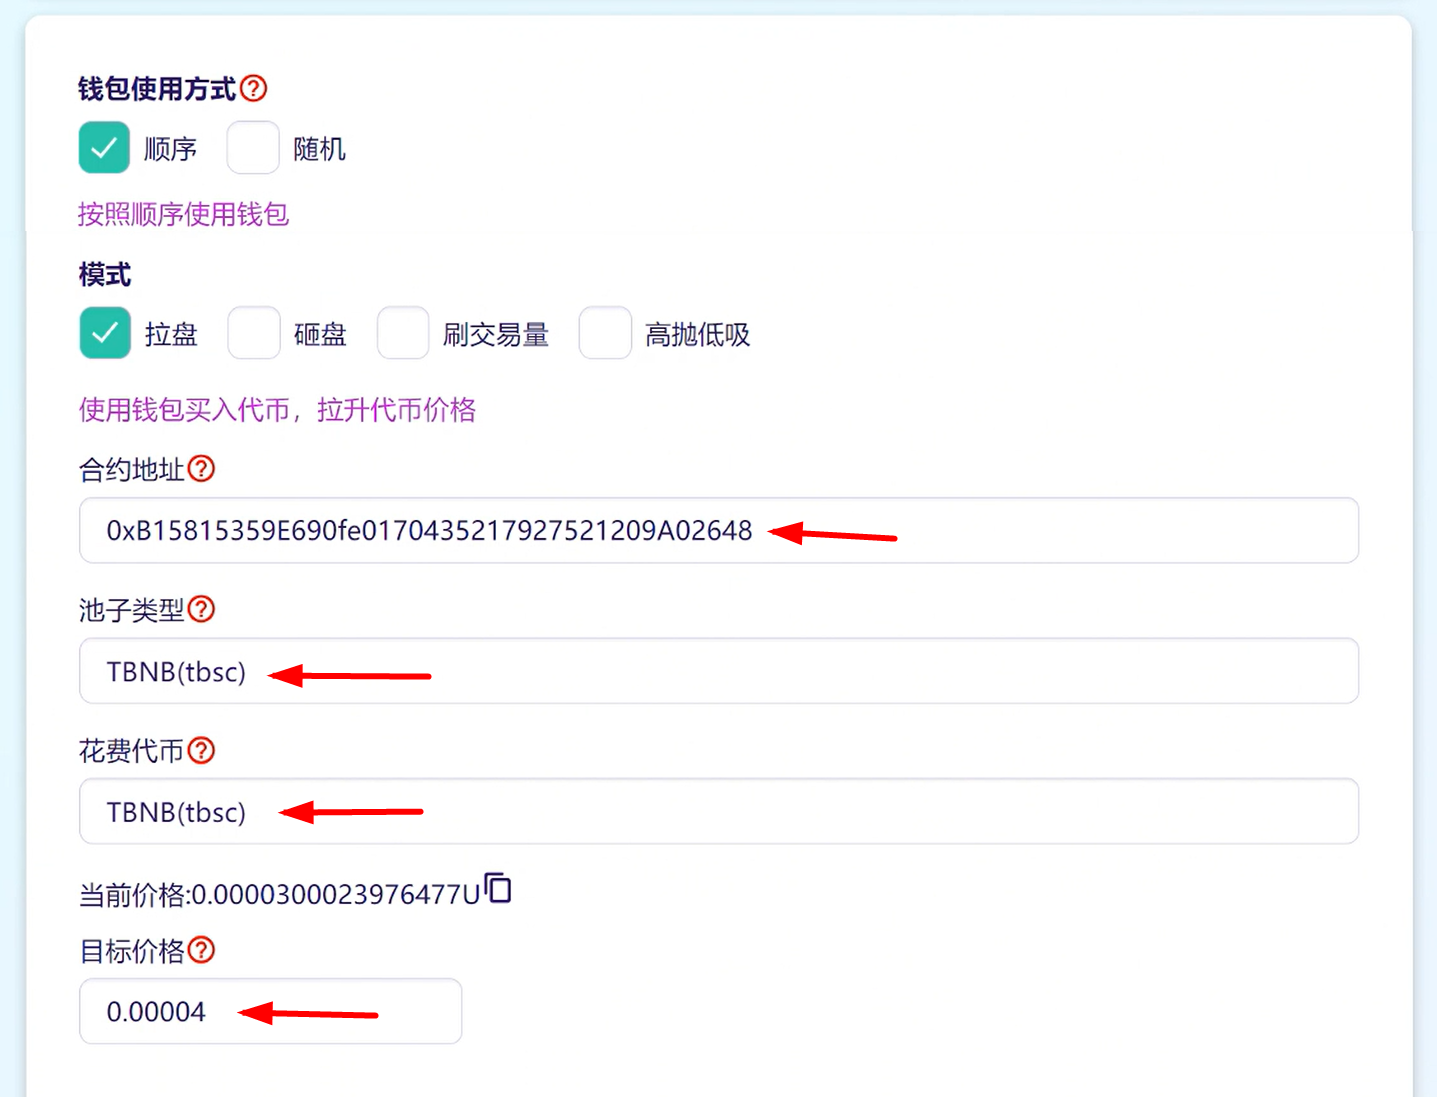 钱包使用方式?
顺序 随机
按照顺序使用钱包
模式
拉盘 砸盘 刷交易量 高抛低吸
使用钱包买入代币，拉升代币价格
合约地址?
0xB15815359E690fe0170435217927521209A02648
池子类型?
TBNB(tbsc)
花费代币?
TBNB(tbsc)
当前价格:0.0000300023976477U
目标价格?
0.00004